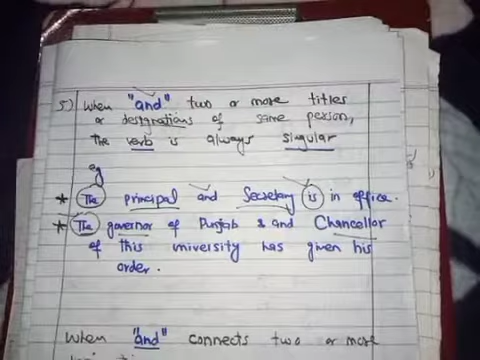 5) When "and" two or more titles
or designations of same person,
the verb is always singular
eg
* The principal and Secretary is in office.
* The governor of Punjab & and Chancellor
of this university has given his
order.
When "and" connects two or more